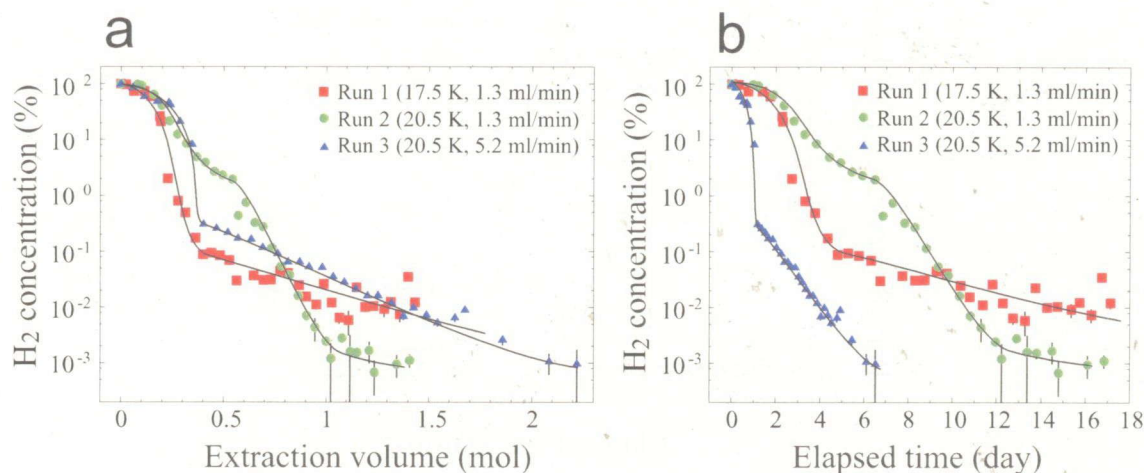 a
H2 concentration (%)
10^2
10^1
10^0
10^-1
10^-2
10^-3
Run 1 (17.5 K, 1.3 ml/min)
Run 2 (20.5 K, 1.3 ml/min)
Run 3 (20.5 K, 5.2 ml/min)
0 0.5 1 1.5 2
Extraction volume (mol)
b
H2 concentration (%)
10^2
10^1
10^0
10^-1
10^-2
10^-3
Run 1 (17.5 K, 1.3 ml/min)
Run 2 (20.5 K, 1.3 ml/min)
Run 3 (20.5 K, 5.2 ml/min)
0 2 4 6 8 10 12 14 16 18
Elapsed time (day)